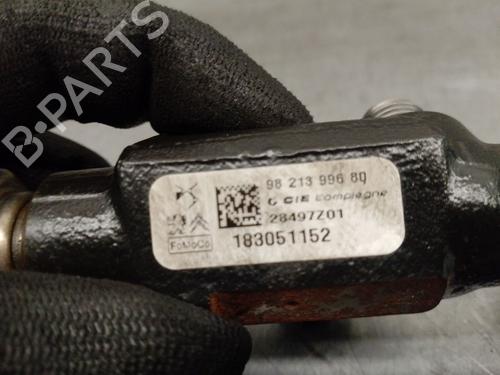 B-PARTS
98 213 996 80
CIE Compiegne
28497Z01
FoMoCo
183051152